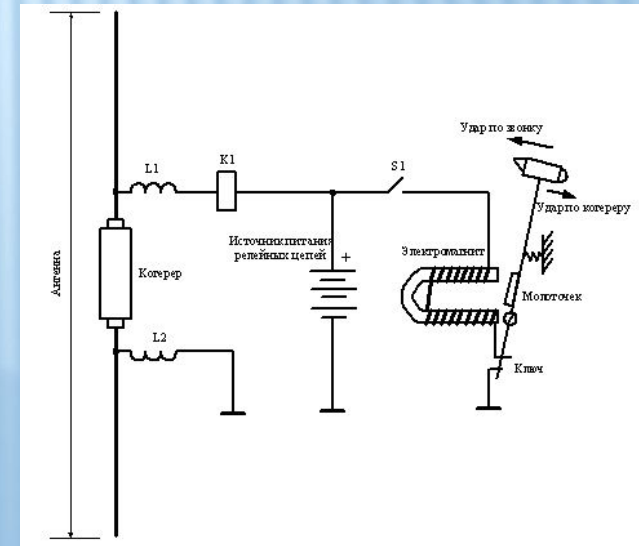 Удар по звонку
K1
L1
S1
Удар по когереру
Источник питания
релейных цепей
+
Электромагнит
Антенна
Когерер
Молоточек
L2
Ключ